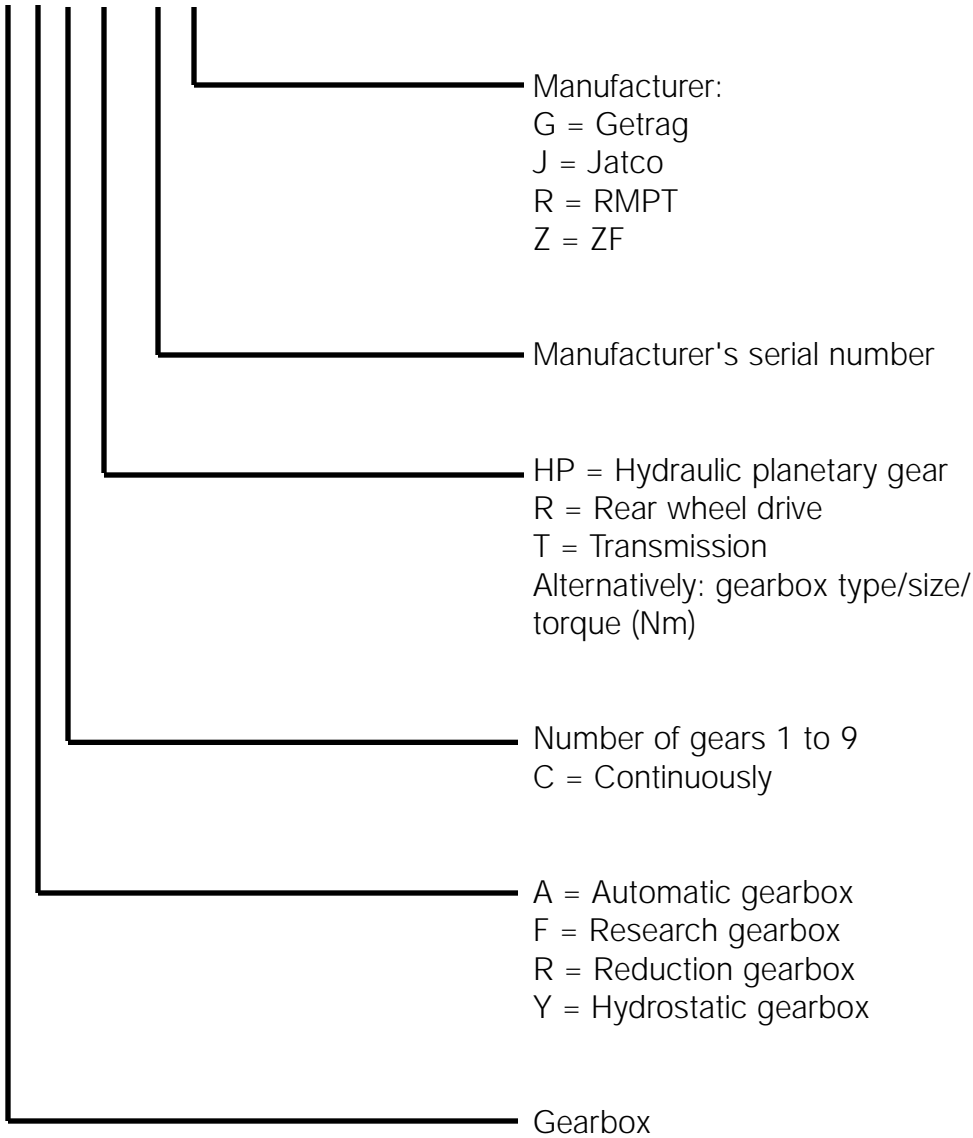 Manufacturer:
G = Getrag
J = Jatco
R = RMPT
Z = ZF
Manufacturer's serial number
HP = Hydraulic planetary gear
R = Rear wheel drive
T = Transmission
Alternatively: gearbox type/size/
torque (Nm)
Number of gears 1 to 9
C = Continuously
A = Automatic gearbox
F = Research gearbox
R = Reduction gearbox
Y = Hydrostatic gearbox
Gearbox